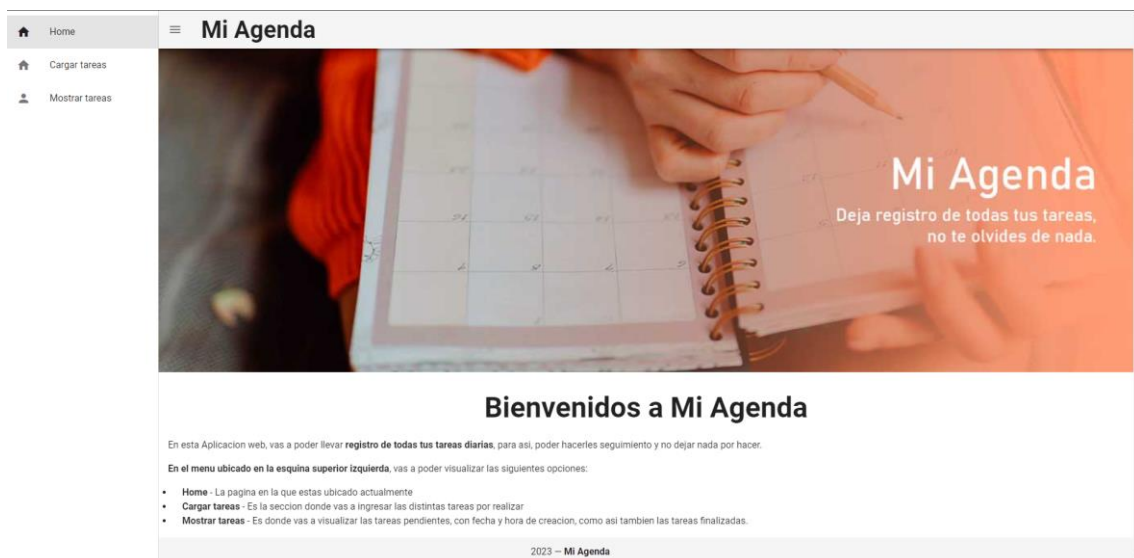 Home
Cargar tareas
Mostrar tareas
Mi Agenda
Mi Agenda
Deja registro de todas tus tareas,
no te olvides de nada.
Bienvenidos a Mi Agenda
En esta Aplicacion web, vas a poder llevar registro de todas tus tareas diarias, para asi, poder hacerles seguimiento y no dejar nada por hacer.
En el menu ubicado en la esquina superior izquierda, vas a poder visualizar las siguientes opciones:
• Home - La pagina en la que estas ubicado actualmente
• Cargar tareas - Es la seccion donde vas a ingresar las distintas tareas por realizar
• Mostrar tareas - Es donde vas a visualizar las tareas pendientes, con fecha y hora de creacion, como asi tambien las tareas finalizadas.
2023 — Mi Agenda